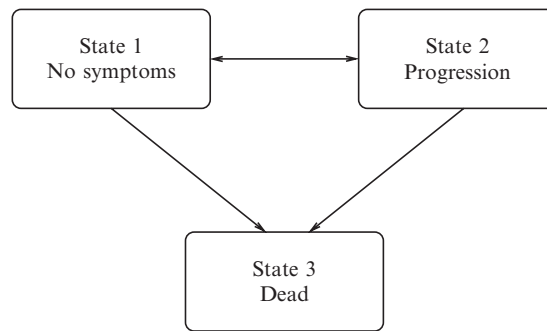 State 1
No symptoms
State 2
Progression
State 3
Dead